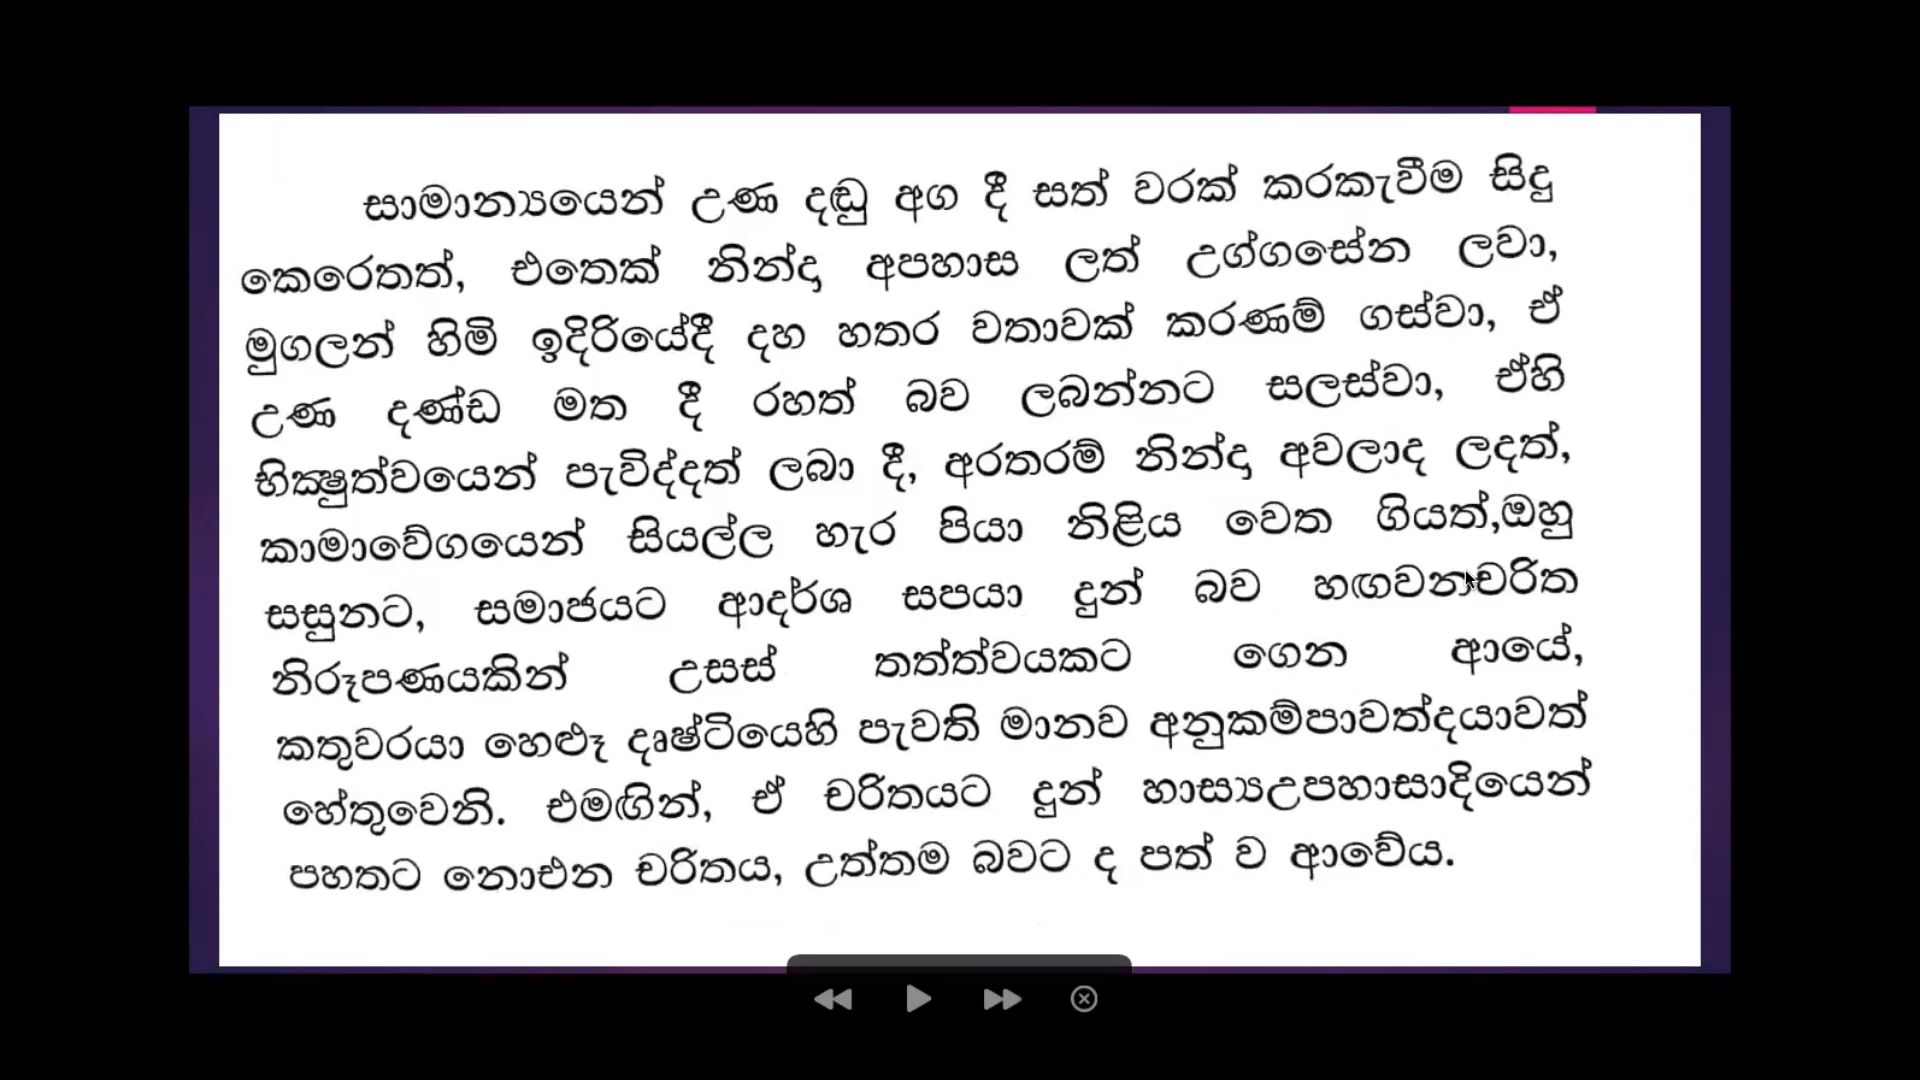 සාමාන්‍යයෙන් උණ දඬු අග දී සත් වරක් කරකැවීම සිදු
කෙරෙතත්, එතෙක් නින්දා අපහාස ලත් උග්ගසේන ලවා,
මුගලන් හිමි ඉදිරියේදී දහ හතර වතාවක් කරණම් ගස්වා, ඒ
උණ දණ්ඩ මත දී රහත් බව ලබන්නට සලස්වා, ඒහි
භික්‍ෂුත්වයෙන් පැවිද්දත් ලබා දී, අරතරම් නින්දා අවලාද ලදත්,
කාමාවේගයෙන් සියල්ල හැර පියා නිළිය වෙත ගියත්,ඔහු
සසුනට, සමාජයට ආදර්ශ සපයා දුන් බව හඟවනචරිත
නිරූපණයකින් උසස් තත්ත්වයකට ගෙන ආයේ,
කතුවරයා හෙළූ දෘෂ්ටියෙහි පැවති මානව අනුකම්පාවත්දයාවත්
හේතුවෙනි. එමඟින්, ඒ චරිතයට දුන් හාස්‍යඋපහාසාදියෙන්
පහතට නොඑන චරිතය, උත්තම බවට ද පත් ව ආවේය.